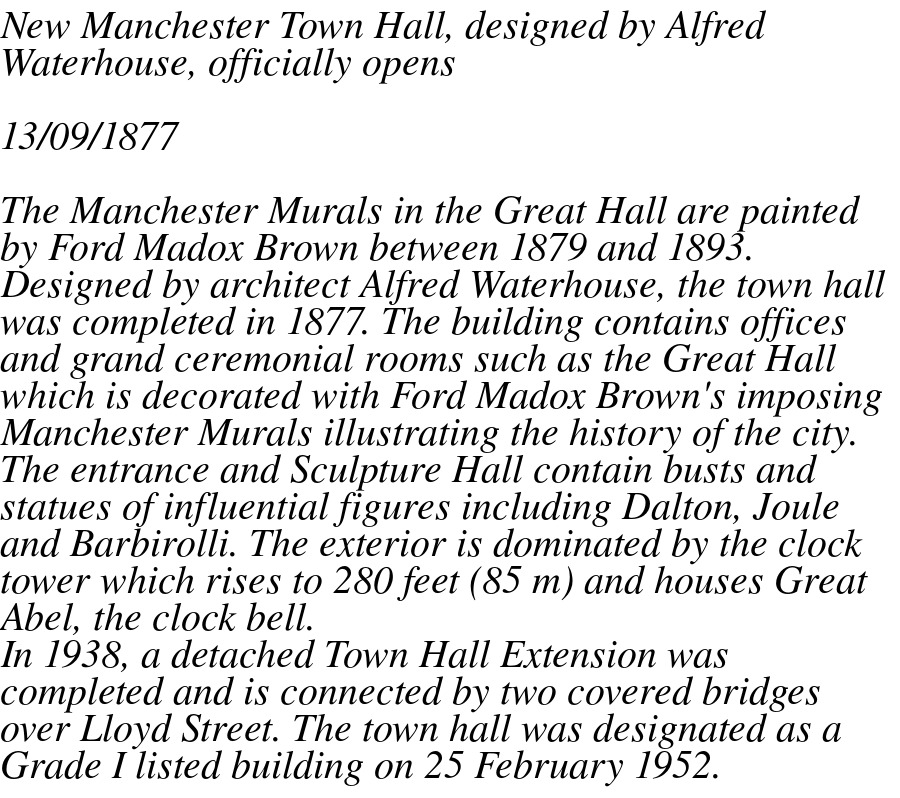 New Manchester Town Hall, designed by Alfred
Waterhouse, officially opens
13/09/1877
The Manchester Murals in the Great Hall are painted
by Ford Madox Brown between 1879 and 1893.
Designed by architect Alfred Waterhouse, the town hall
was completed in 1877. The building contains offices
and grand ceremonial rooms such as the Great Hall
which is decorated with Ford Madox Brown's imposing
Manchester Murals illustrating the history of the city.
The entrance and Sculpture Hall contain busts and
statues of influential figures including Dalton, Joule
and Barbirolli. The exterior is dominated by the clock
tower which rises to 280 feet (85 m) and houses Great
Abel, the clock bell.
In 1938, a detached Town Hall Extension was
completed and is connected by two covered bridges
over Lloyd Street. The town hall was designated as a
Grade I listed building on 25 February 1952.